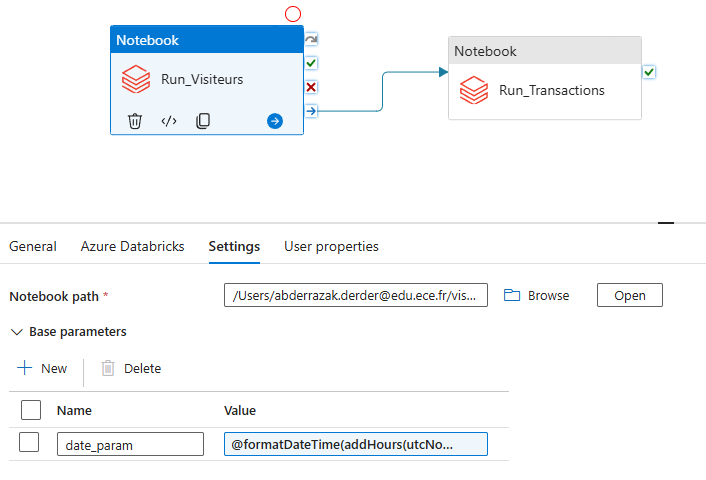 Notebook
Run_Visiteurs
Notebook
Run_Transactions
General Azure Databricks Settings User properties
Notebook path * /Users/abderrazak.derder@edu.ece.fr/vis... Browse Open
Base parameters
New Delete
Name Value
date_param @formatDateTime(addHours(utcNo...